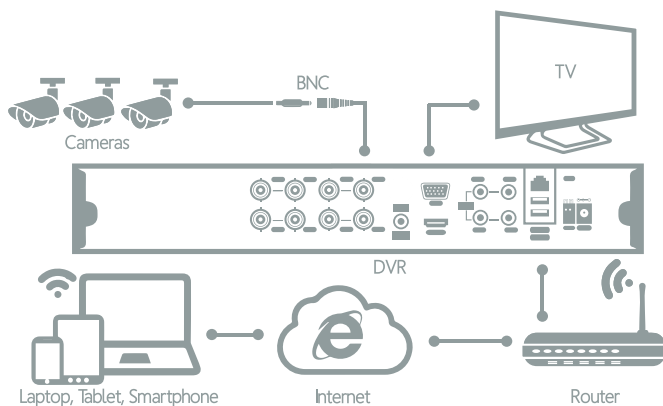 BNC
TV
Cameras
DVR
Laptop, Tablet, Smartphone
Internet
Router